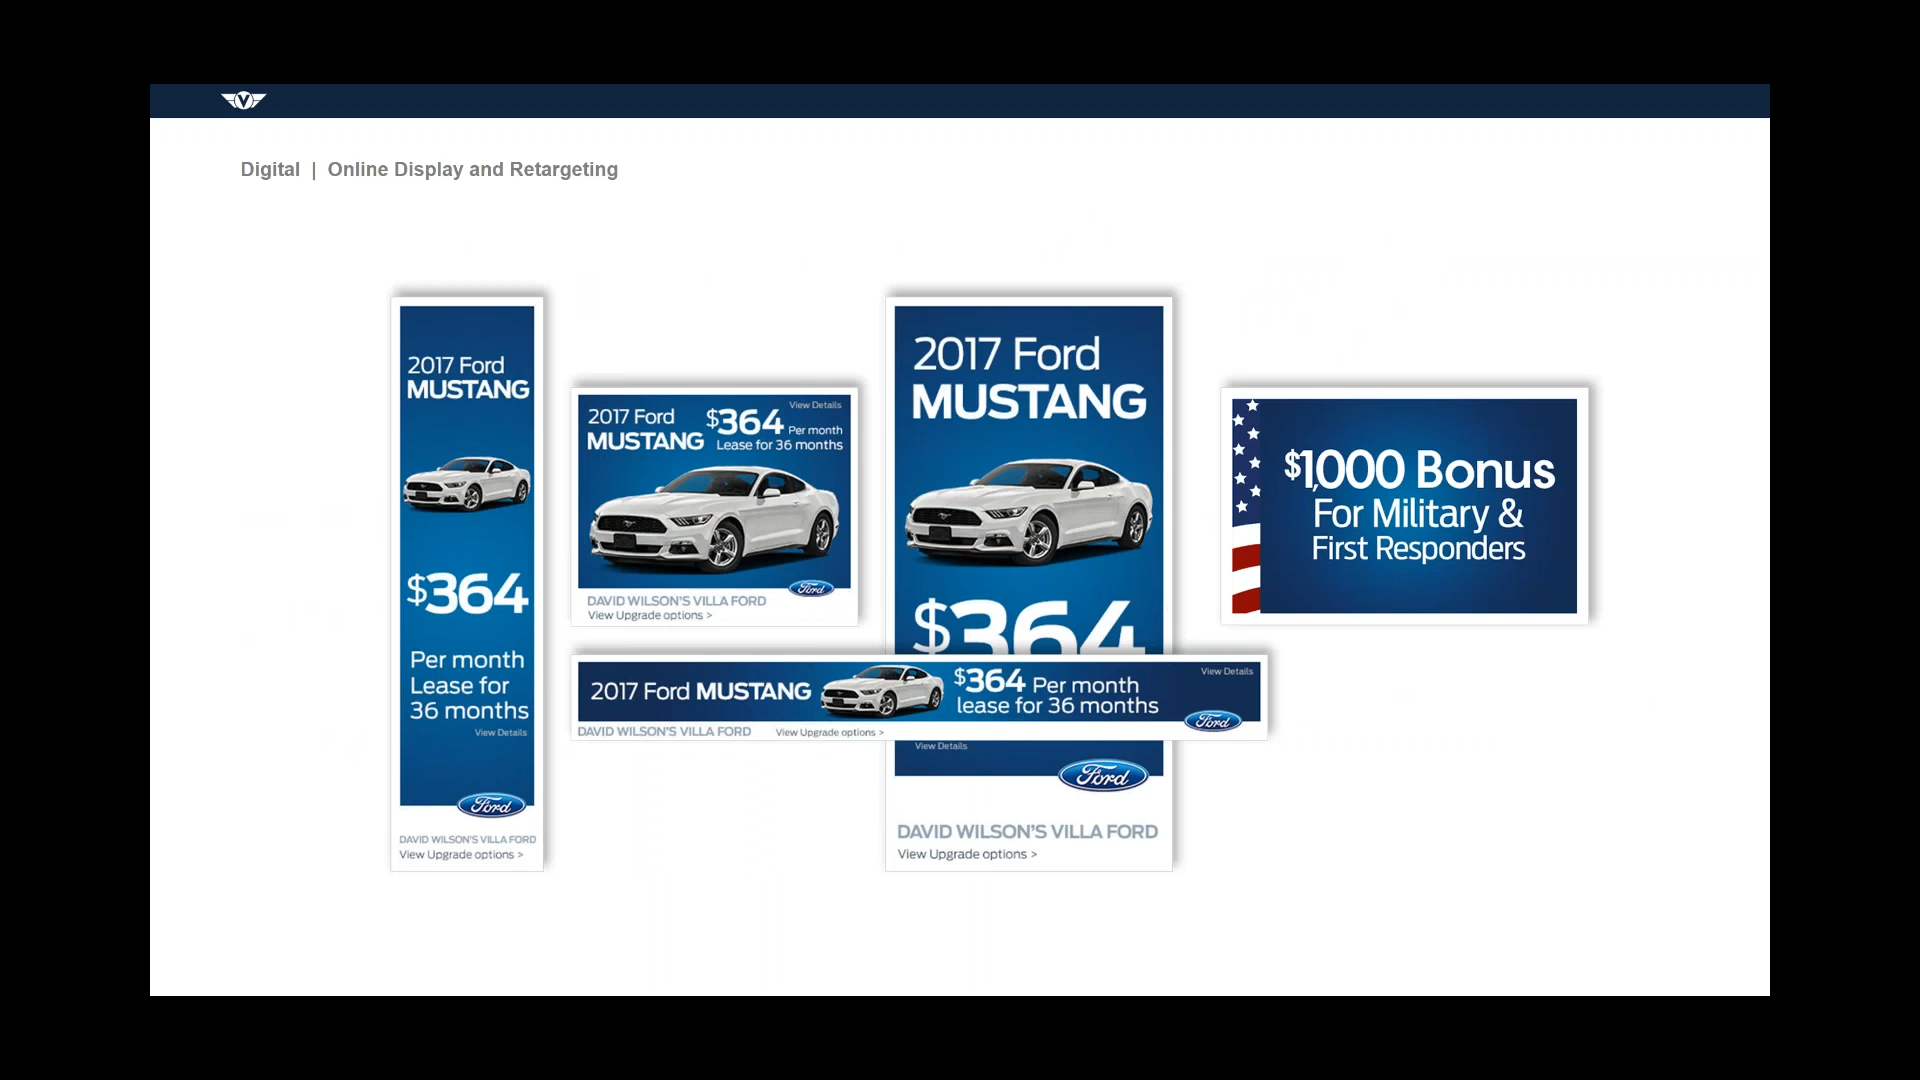 Digital | Online Display and Retargeting
2017 Ford
MUSTANG
$364
Per month
Lease for
36 months
View Details
Ford
DAVID WILSON'S VILLA FORD
View Upgrade options >
2017 Ford
MUSTANG
$364 Per month
Lease for 36 months
View Details
Ford
DAVID WILSON'S VILLA FORD
View Upgrade options >
2017 Ford
MUSTANG
$364
View Details
Ford
DAVID WILSON'S VILLA FORD
View Upgrade options >
2017 Ford MUSTANG
$364 Per month
lease for 36 months
View Details
Ford
DAVID WILSON'S VILLA FORD
View Upgrade options >
$1,000 Bonus
For Military &
First Responders